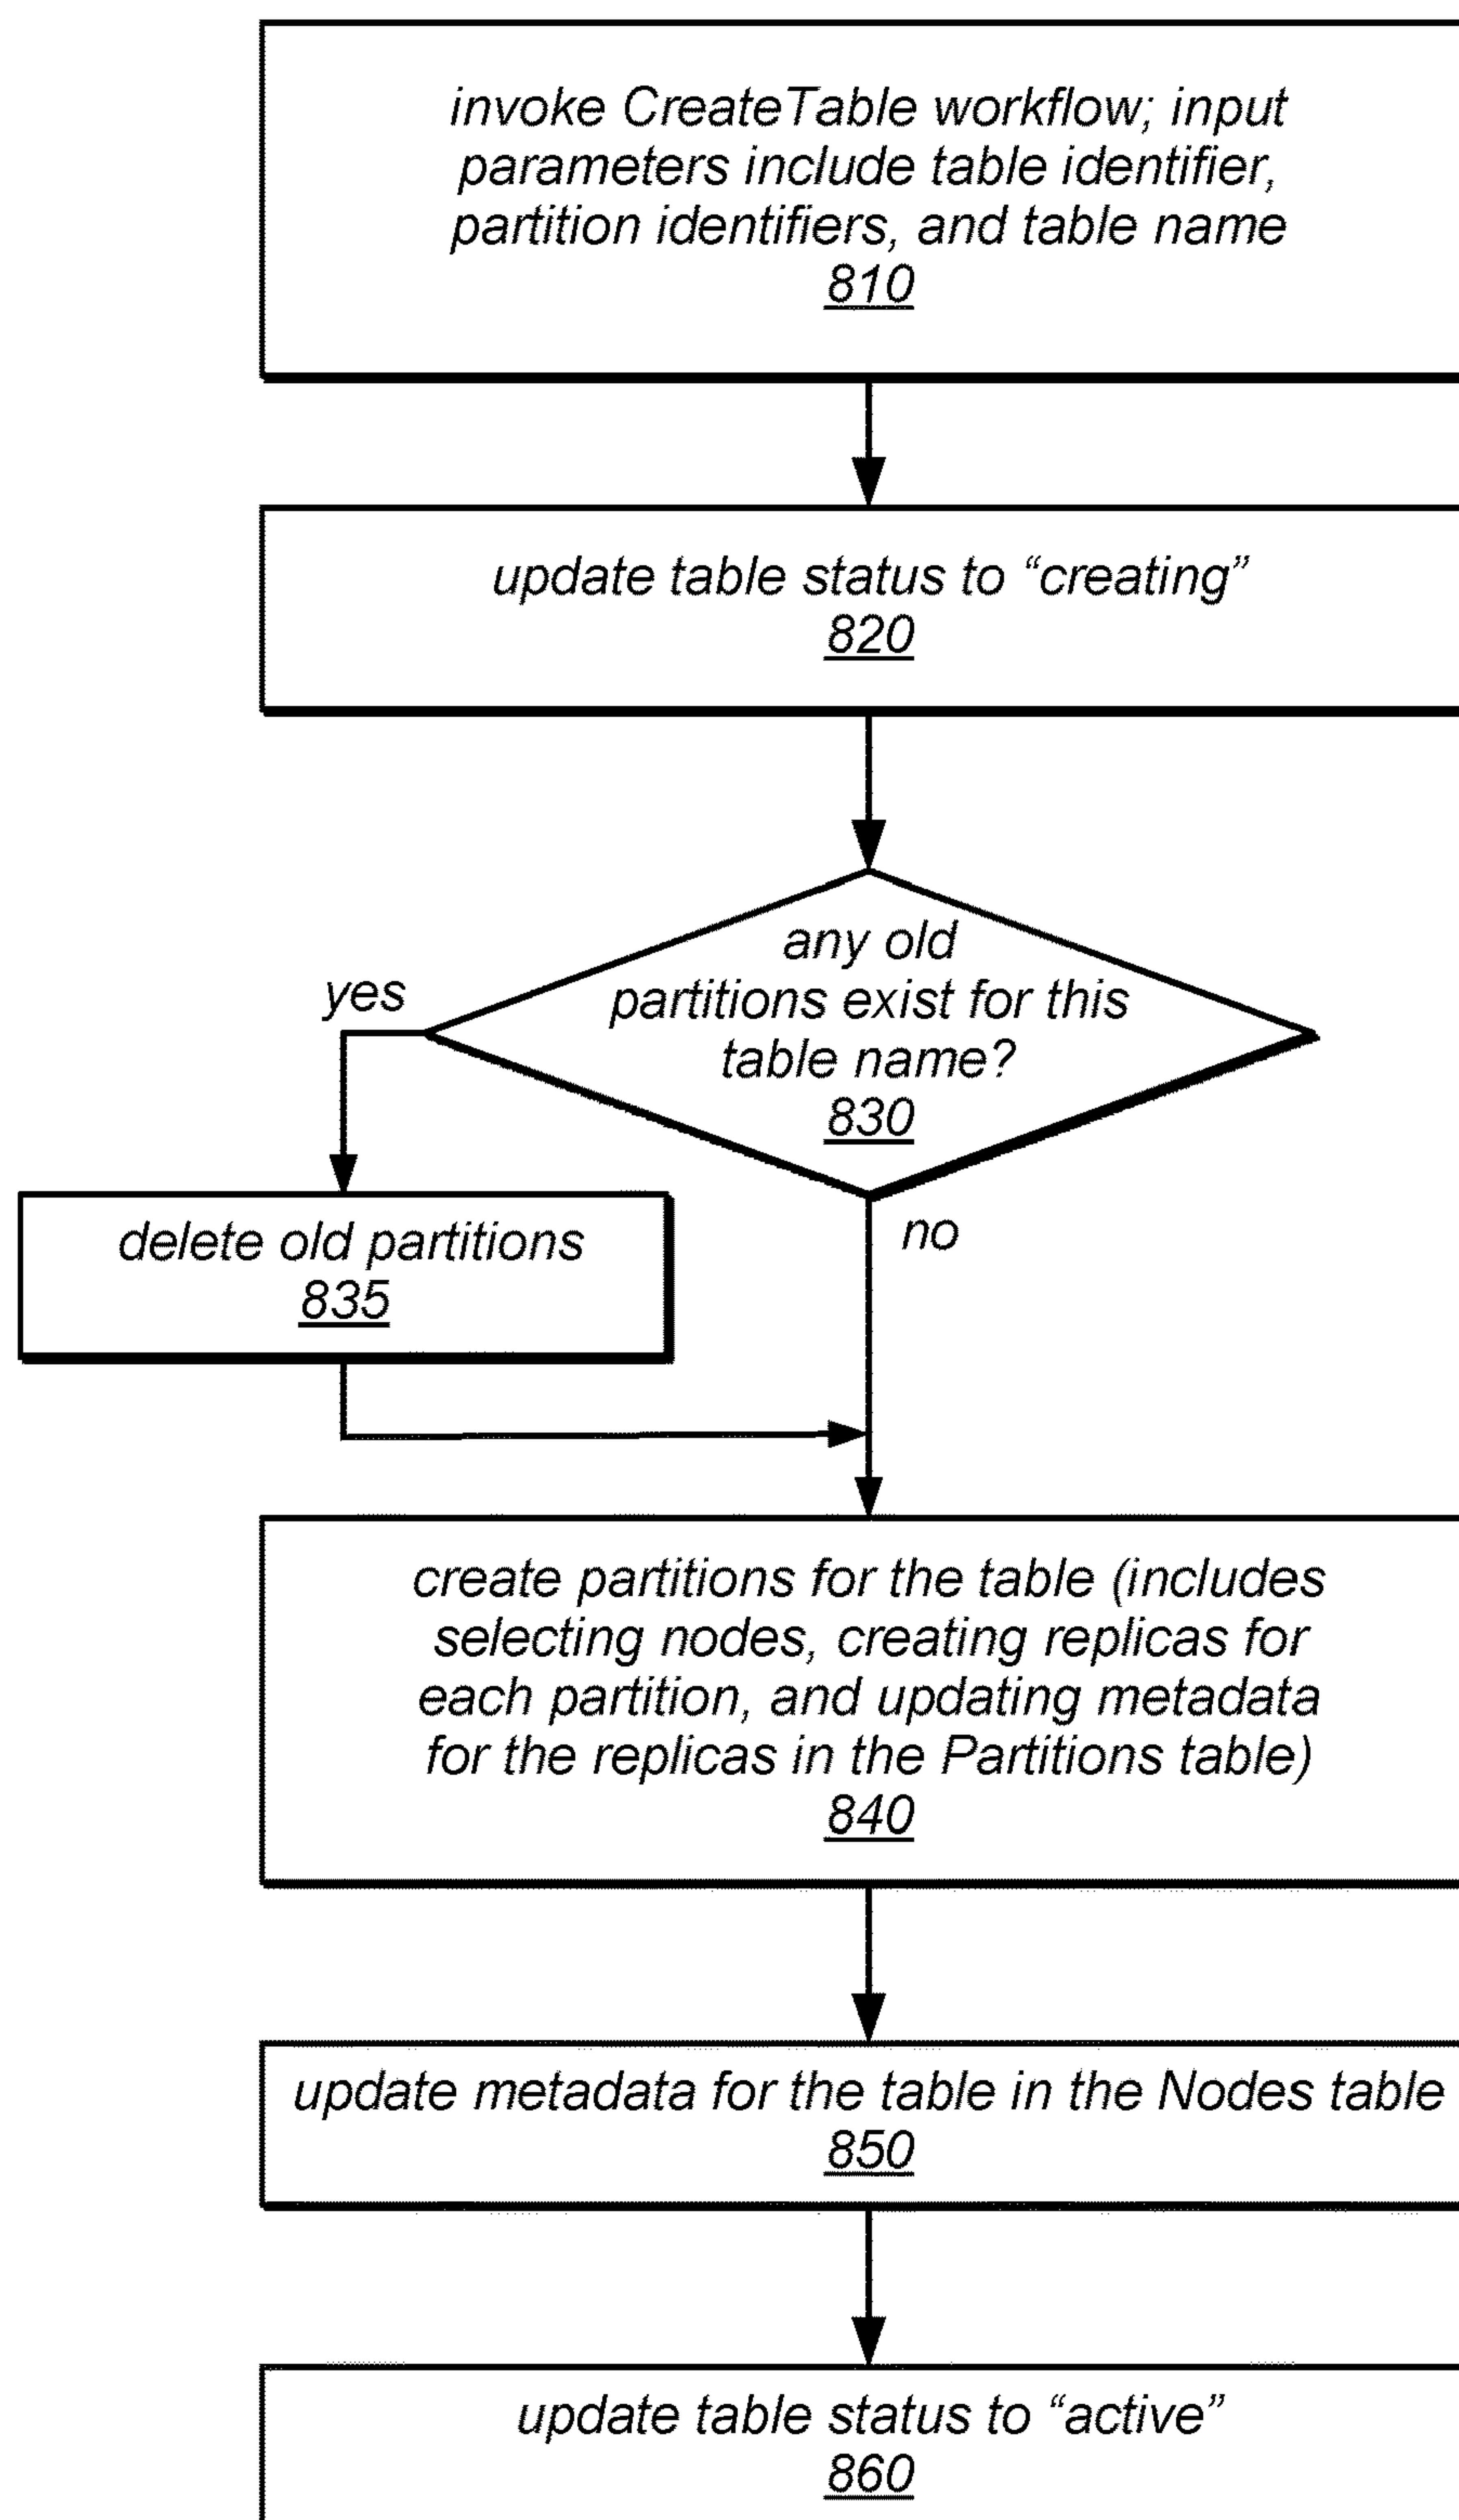 invoke CreateTable workflow; input
parameters include table identifier,
partition identifiers, and table name
810
update table status to “creating”
820
any old
partitions exist for this
table name?
830
yes
no
delete old partitions
835
create partitions for the table (includes
selecting nodes, creating replicas for
each partition, and updating metadata
for the replicas in the Partitions table)
840
update metadata for the table in the Nodes table
850
update table status to “active”
860